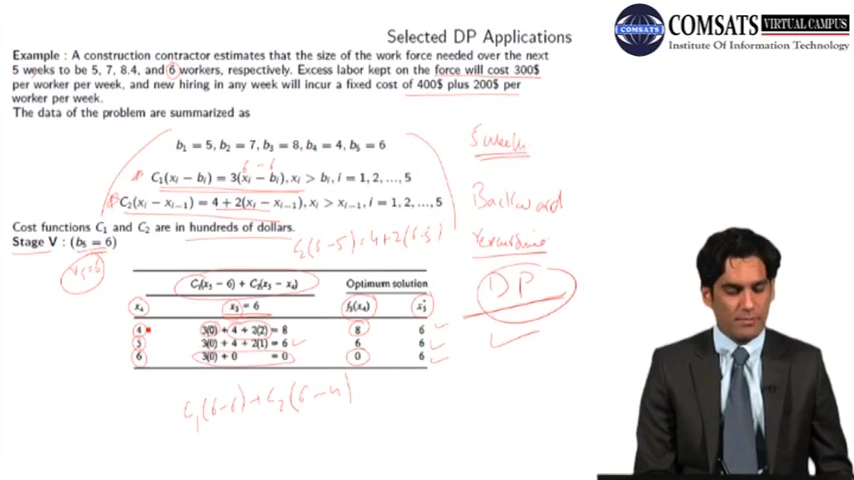 Selected DP Applications
COMSATS VIRTUAL CAMPUS
Institute Of Information Technology
Example : A construction contractor estimates that the size of the work force needed over the next
5 weeks to be 5, 7, 8.4, and 6 workers, respectively. Excess labor kept on the force will cost 300$
per worker per week, and new hiring in any week will incur a fixed cost of 400$ plus 200$ per
worker per week.
The data of the problem are summarized as
b₁ = 5, b₂ = 7, b₃ = 8, b₄ = 4, b₅ = 6
6 - 6
C₁(xᵢ − bᵢ) = 3(xᵢ − bᵢ), xᵢ > bᵢ, i = 1, 2, ..., 5
C₂(xᵢ − xᵢ₋₁) = 4 + 2(xᵢ − xᵢ₋₁), xᵢ > xᵢ₋₁, i = 1, 2, ..., 5
Cost functions C₁ and C₂ are in hundreds of dollars.
Stage V : (b₅ = 6)
C₂(6-5)=4+2(6-5)
x₅=6
5 week
Backward
recursive
DP
C₁(x₅ − 6) + C₂(x₅ − x₄) Optimum solution
x₄ x₅ = 6 f₅(x₄) x₅*
4 3(0) + 4 + 2(2) = 8 8 6
5 3(0) + 4 + 2(1) = 6 6 6
6 3(0) + 0 = 0 0 6
C₁(6-6)+C₂(6-4)